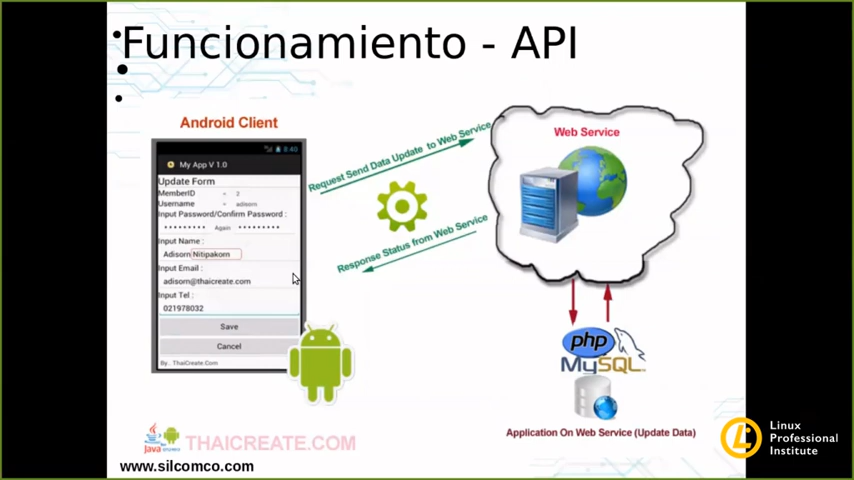 Funcionamiento - API
Android Client
8:40
My App V 1.0
Update Form
MemberID = 2
Username = adisorn
Input Password/Confirm Password :
Again
Input Name :
Adisorn Nitipakorn
Input Email :
adisorn@thaicreate.com
Input Tel :
021978032
Save
Cancel
By.. ThaiCreate.Com
Request Send Data Update to Web Service
Response Status from Web Service
Web Service
php
MySQL
Application On Web Service (Update Data)
Java
THAICREATE.COM
www.silcomco.com
Linux
Professional
Institute